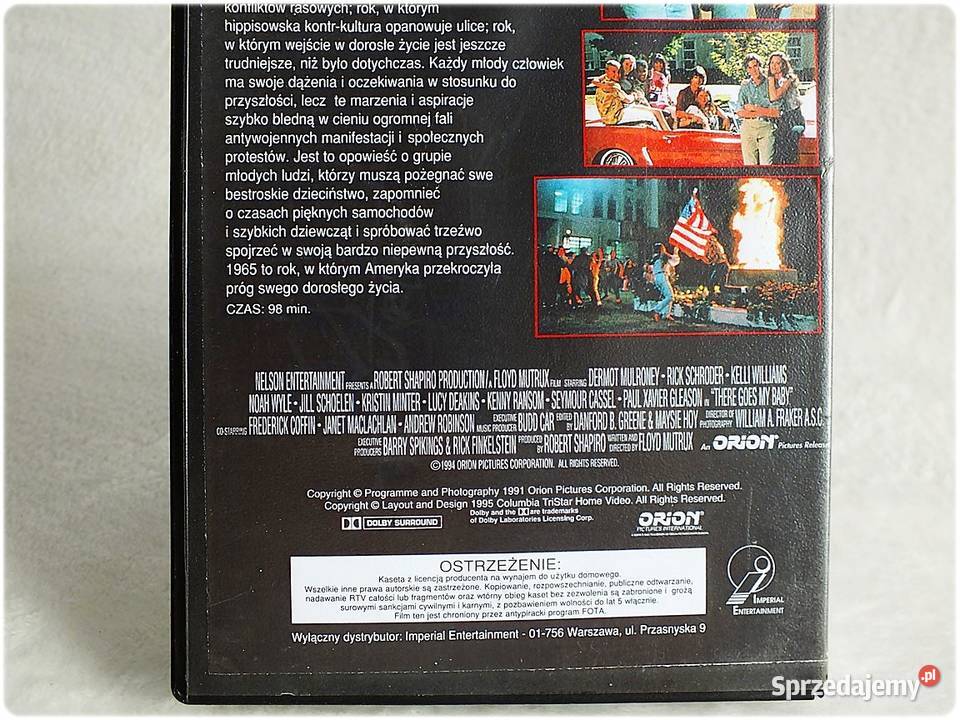 konfliktów rasowych; rok, w którym
hippisowska kontr-kultura opanowuje ulice; rok,
w którym wejście w dorosłe życie jest jeszcze
trudniejsze, niż było dotychczas. Każdy młody człowiek
ma swoje dążenia i oczekiwania w stosunku do
przyszłości, lecz te marzenia i aspiracje
szybko bledną w cieniu ogromnej fali
antywojennych manifestacji i społecznych
protestów. Jest to opowieść o grupie
młodych ludzi, którzy muszą pożegnać swe
bestroskie dzieciństwo, zapomnieć
o czasach pięknych samochodów
i szybkich dziewcząt i spróbować trzeźwo
spojrzeć w swoją bardzo niepewną przyszłość.
1965 to rok, w którym Ameryka przekroczyła
próg swego dorosłego życia.
CZAS: 98 min.
NELSON ENTERTAINMENT PRESENTS A ROBERT SHAPIRO PRODUCTION / A FLOYD MUTRUX FILM STARRING DERMOT MULRONEY • RICK SCHRODER • KELLI WILLIAMS
NOAH WYLE • JILL SCHOELEN • KRISTIN MINTER • LUCY DEAKINS • KENNY RANSOM • SEYMOUR CASSEL • PAUL XAVIER GLEASON IN "THERE GOES MY BABY"
CO-STARRING FREDERICK COFFIN • JANET MACLACHLAN • ANDREW ROBINSON EXECUTIVE MUSIC PRODUCER BUDD CAR EDITED BY DANFORD B. GREENE & MAYSIE HOY DIRECTOR OF PHOTOGRAPHY WILLIAM A. FRAKER A.S.C.
EXECUTIVE PRODUCERS BARRY SPIKINGS & RICK FINKELSTEIN PRODUCED BY ROBERT SHAPIRO WRITTEN AND DIRECTED BY FLOYD MUTRUX An ORION Pictures Release
©1994 ORION PICTURES CORPORATION. ALL RIGHTS RESERVED.
Copyright © Programme and Photography 1991 Orion Pictures Corporation. All Rights Reserved.
Copyright © Layout and Design 1995 Columbia TriStar Home Video. All Rights Reserved.
DOLBY SURROUND
Dolby and the are trademarks
of Dolby Laboratories Licensing Corp.
ORION
PICTURES INTERNATIONAL
OSTRZEŻENIE:
Kaseta z licencją producenta na wynajem do użytku domowego.
Wszelkie inne prawa autorskie są zastrzeżone. Kopiowanie, rozpowszechnianie, publiczne odtwarzanie,
nadawanie RTV całości lub fragmentów oraz wtórny obieg kaset bez zezwolenia są zabronione i grożą
surowymi sankcjami cywilnymi i karnymi, z pozbawieniem wolności do lat 5 włącznie.
Film ten jest chroniony przez antypiracki program FOTA.
IMPERIAL
ENTERTAINMENT
Wyłączny dystrybutor: Imperial Entertainment - 01-756 Warszawa, ul. Przasnyska 9
Sprzedajemy.pl